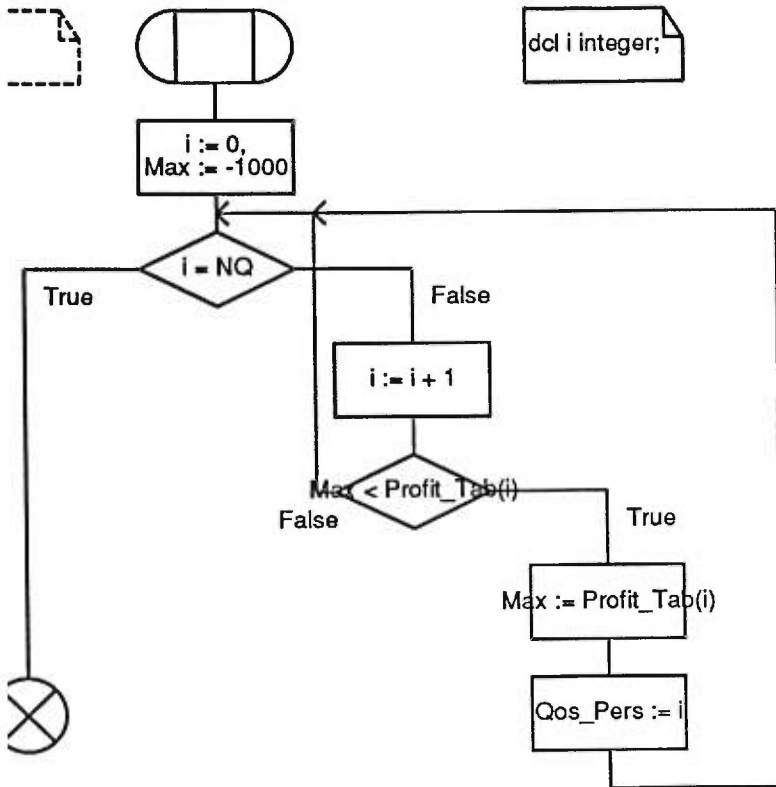 dcl i integer;
i := 0,
Max := -1000
i = NQ
True
False
i := i + 1
Max < Profit_Tab(i)
False
True
Max := Profit_Tab(i)
Qos_Pers := i